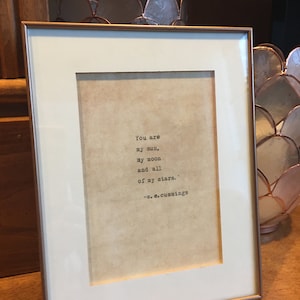 You are
my sun,
my moon
and all
of my stars.
-e.e.cummings